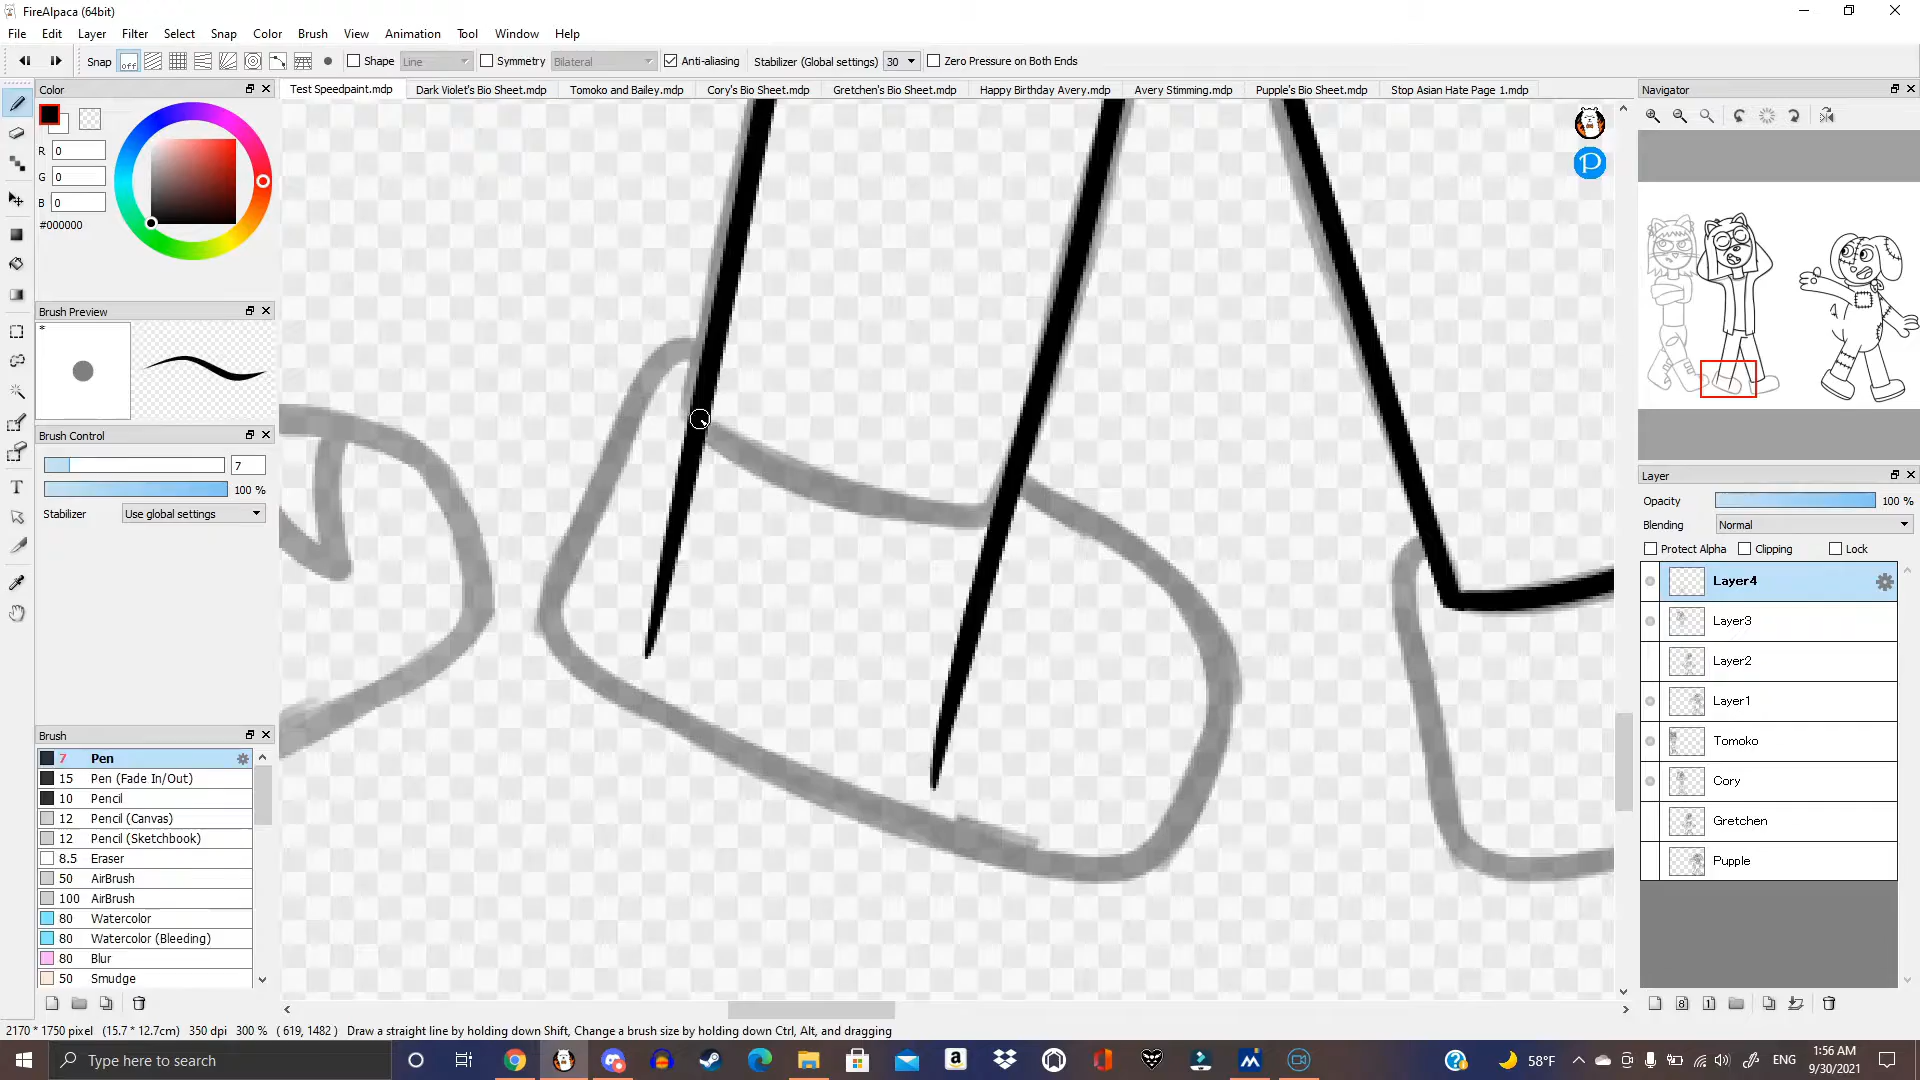 FireAlpaca (64bit)
File Edit Layer Filter Select Snap Color Brush View Animation Tool Window Help
Snap off Shape Line Symmetry Bilateral Anti-aliasing Stabilizer (Global settings) 30 Zero Pressure on Both Ends
Color
Test Speedpaint.mdp Dark Violet's Bio Sheet.mdp Tomoko and Bailey.mdp Cory's Bio Sheet.mdp Gretchen's Bio Sheet.mdp Happy Birthday Avery.mdp Avery Stimming.mdp Pupple's Bio Sheet.mdp Stop Asian Hate Page 1.mdp
Navigator
R 0
G 0
B 0
#000000
P
Brush Preview
*
Brush Control
7
100 %
Stabilizer Use global settings
Brush
7 Pen
15 Pen (Fade In/Out)
10 Pencil
12 Pencil (Canvas)
12 Pencil (Sketchbook)
8.5 Eraser
50 AirBrush
100 AirBrush
80 Watercolor
80 Watercolor (Bleeding)
80 Blur
50 Smudge
Layer
Opacity 100 %
Blending Normal
Protect Alpha Clipping Lock
Layer4
Layer3
Layer2
Layer1
Tomoko
Cory
Gretchen
Pupple
2170 * 1750 pixel (15.7 * 12.7cm) 350 dpi 300 % ( 619, 1482 ) Draw a straight line by holding down Shift, Change a brush size by holding down Ctrl, Alt, and dragging
Type here to search
58°F
ENG
1:56 AM
9/30/2021